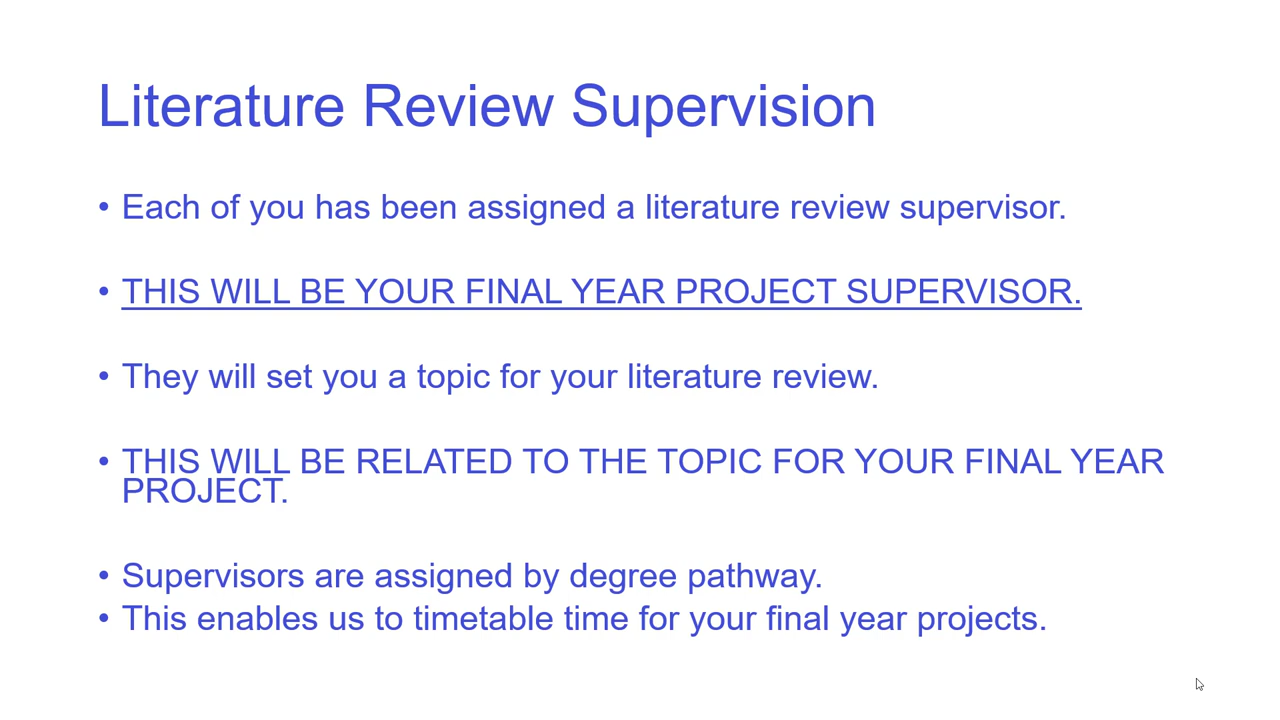 Literature Review Supervision
• Each of you has been assigned a literature review supervisor.
• THIS WILL BE YOUR FINAL YEAR PROJECT SUPERVISOR.
• They will set you a topic for your literature review.
• THIS WILL BE RELATED TO THE TOPIC FOR YOUR FINAL YEAR
PROJECT.
• Supervisors are assigned by degree pathway.
• This enables us to timetable time for your final year projects.